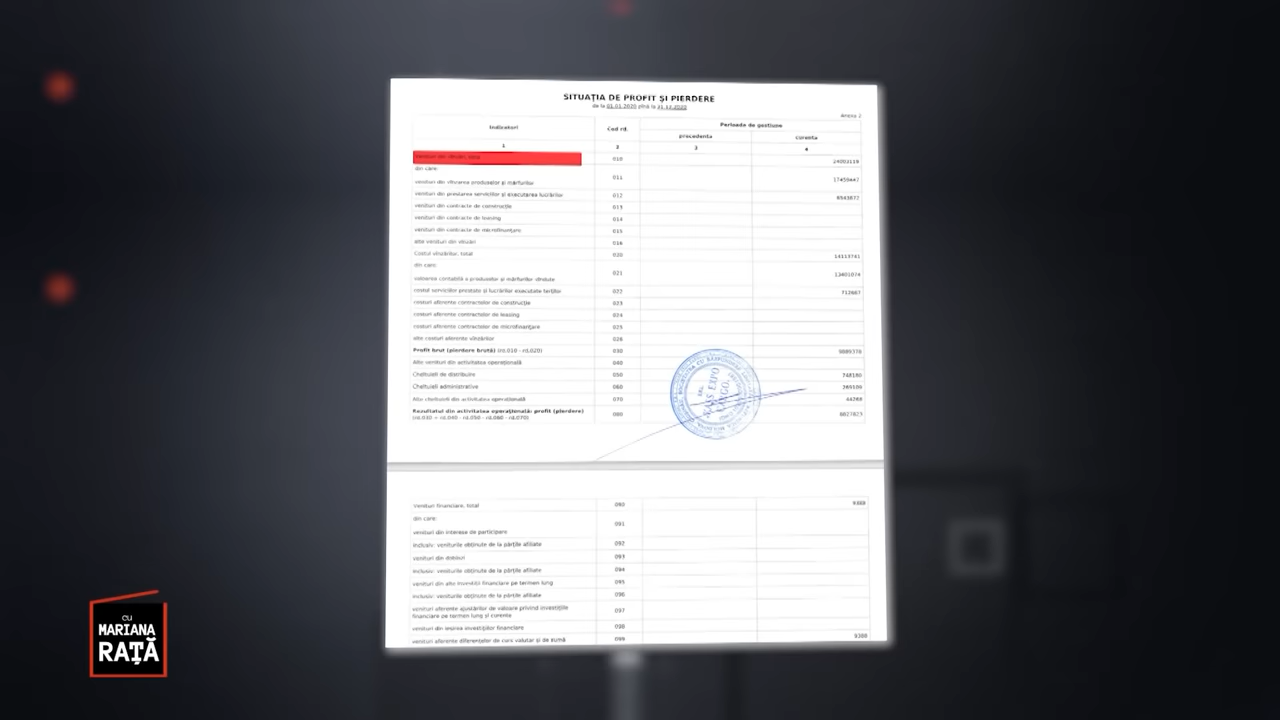 SITUAȚIA DE PROFIT ȘI PIERDERE
de la 01.01.2020 pînă la 31.12.2020
Anexa 2
Indicatori Cod rd. Perioada de gestiune
precedenta curenta
1 2 3 4
010 24003119
din care:
venituri din vînzarea produselor și mărfurilor 011 17459447
venituri din prestarea serviciilor și executarea lucrărilor 012 6543672
venituri din contracte de construcție 013
venituri din contracte de leasing 014
venituri din contracte de microfinanțare 015
alte venituri din vînzări 016
Costul vînzărilor, total 020 14113741
din care:
valoarea contabilă a produselor și mărfurilor vîndute 021 13401074
costul serviciilor prestate și lucrărilor executate terților 022 712667
costuri aferente contractelor de construcție 023
costuri aferente contractelor de leasing 024
costuri aferente contractelor de microfinanțare 025
alte costuri aferente vînzărilor 026
Profit brut (pierdere brută) (rd.010 - rd.020) 030 9889378
Alte venituri din activitatea operațională 040
Cheltuieli de distribuire 050 748180
Cheltuieli administrative 060
Alte cheltuieli din activitatea operațională 070
Rezultatul din activitatea operațională: profit (pierdere)
(rd.030 + rd.040 - rd.050 - rd.060 - rd.070) 080
EXPO
Venituri financiare, total 090 9388
din care:
venituri din interese de participare 091
inclusiv: veniturile obținute de la părțile afiliate 092
venituri din dobînzi 093
inclusiv: veniturile obținute de la părțile afiliate 094
venituri din alte investiții financiare pe termen lung 095
inclusiv: veniturile obținute de la părțile afiliate 096
venituri aferente ajustărilor de valoare privind investițiile
financiare pe termen lung și curente 097
venituri din ieșirea investițiilor financiare 098
venituri aferente diferențelor de curs valutar și de sumă 099 9388
CU
MARIANA
RAȚĂ